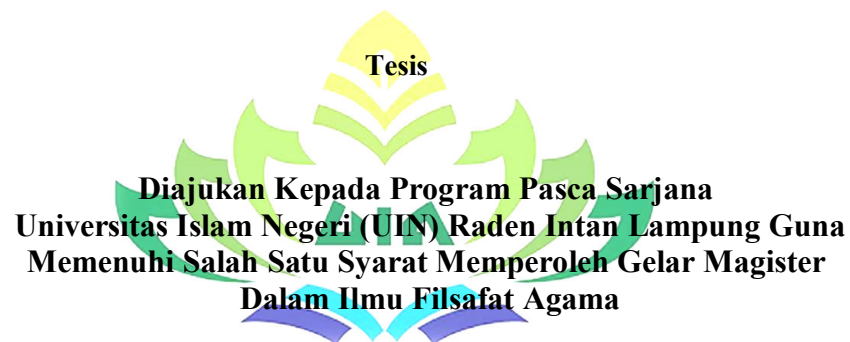 Tesis
Diajukan Kepada Program Pasca Sarjana
Universitas Islam Negeri (UIN) Raden Intan Lampung Guna
Memenuhi Salah Satu Syarat Memperoleh Gelar Magister
Dalam Ilmu Filsafat Agama